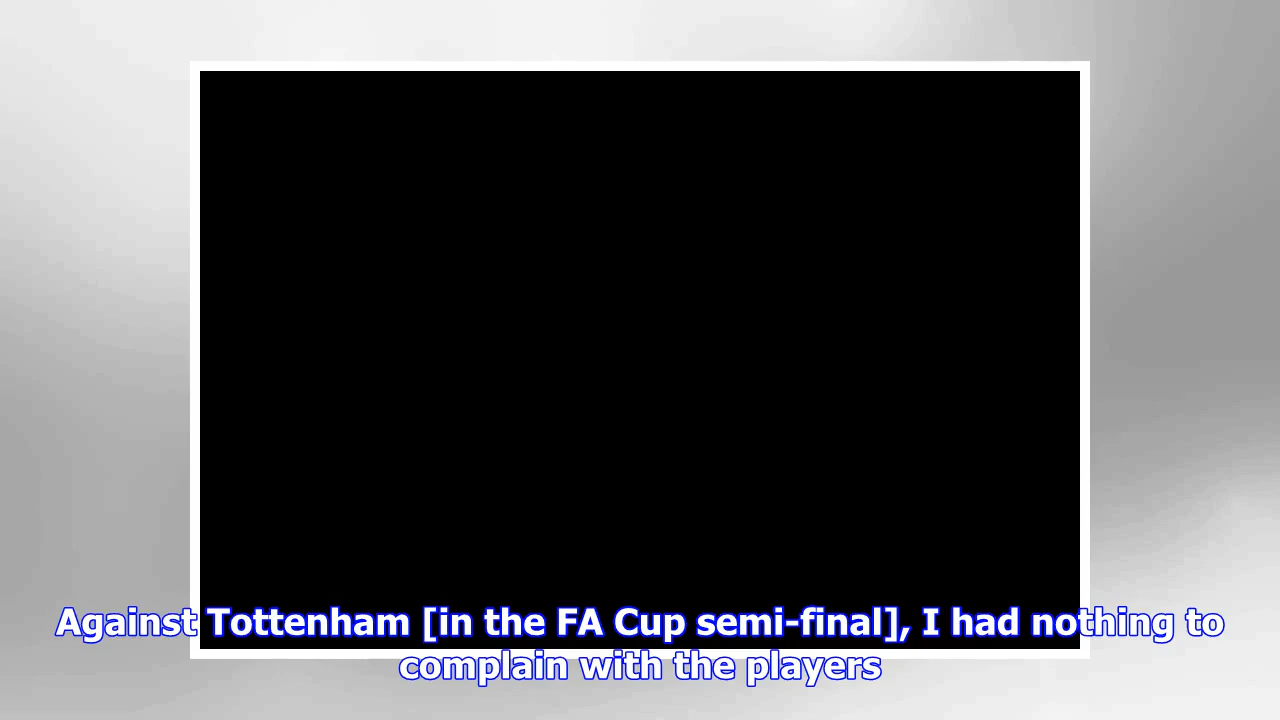 Against Tottenham [in the FA Cup semi-final], I had nothing to
complain with the players